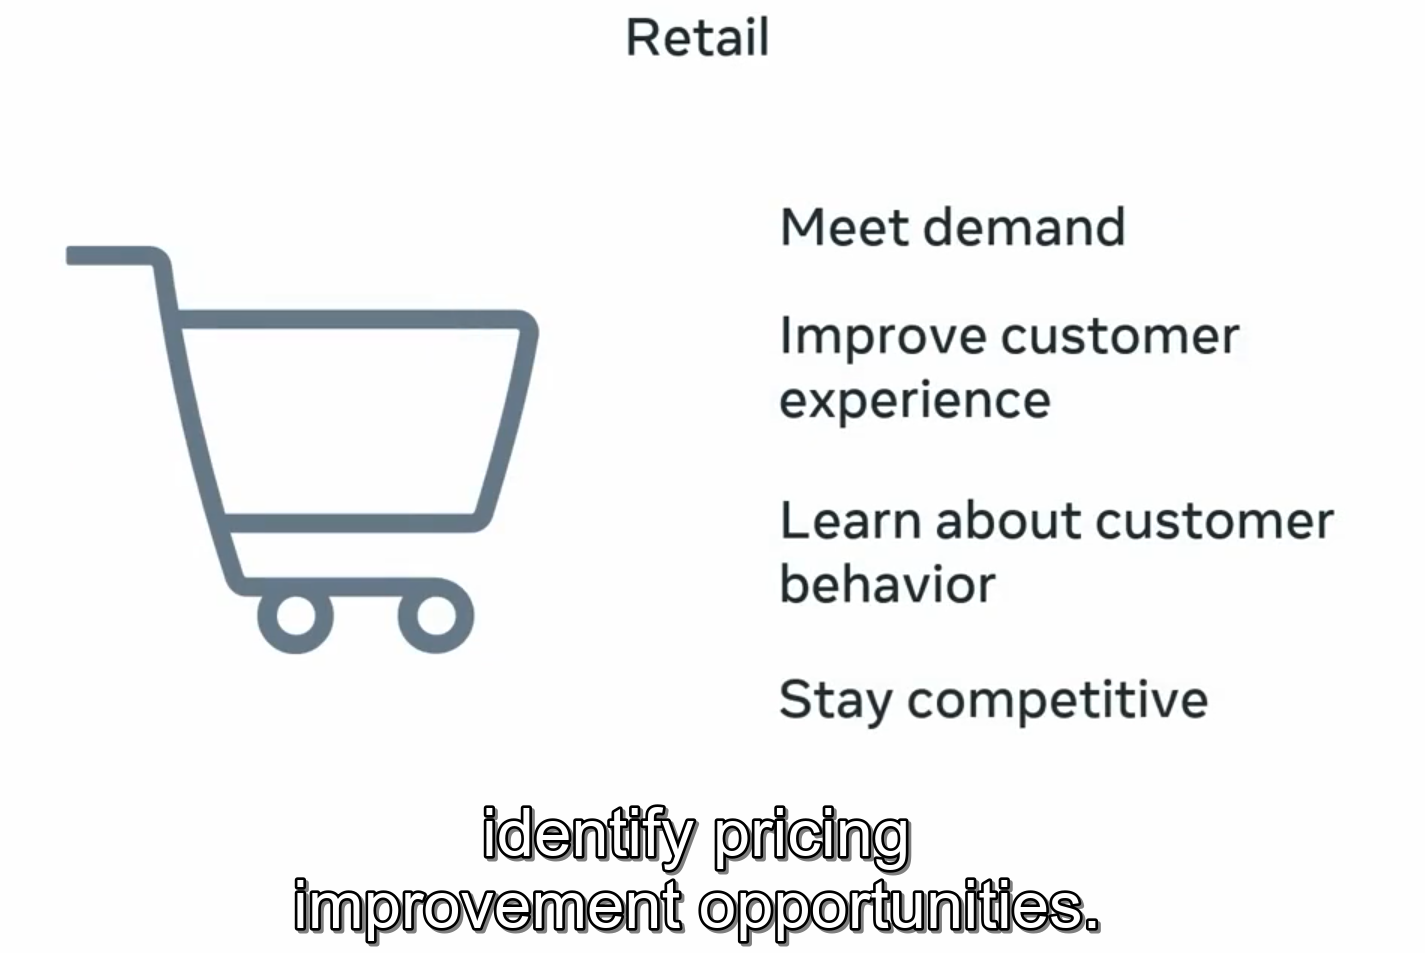 Retail
Meet demand
Improve customer
experience
Learn about customer
behavior
Stay competitive
identify pricing
improvement opportunities.